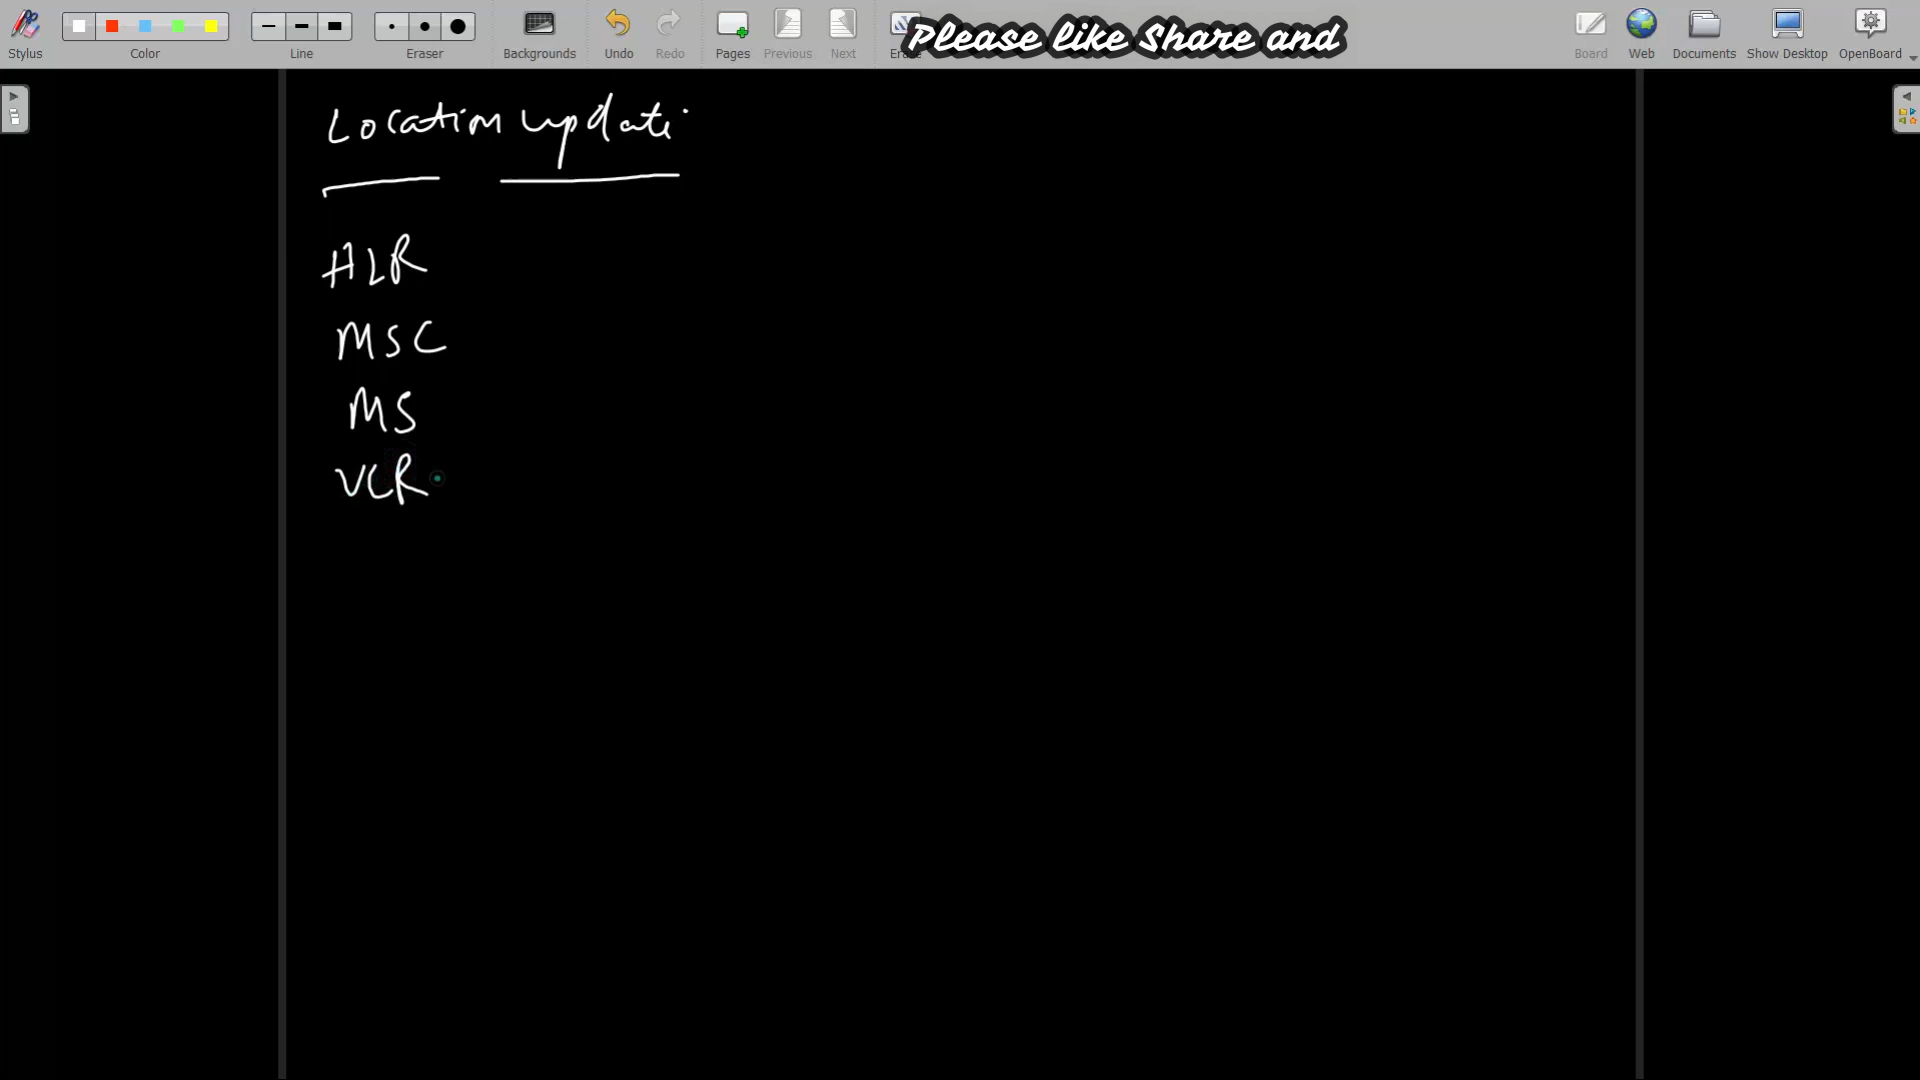 Please like Share and
Stylus Color Line Eraser Backgrounds Undo Redo Pages Previous Next Erase Board Web Documents Show Desktop OpenBoard
Location update
HLR
MSC
MS
VLR